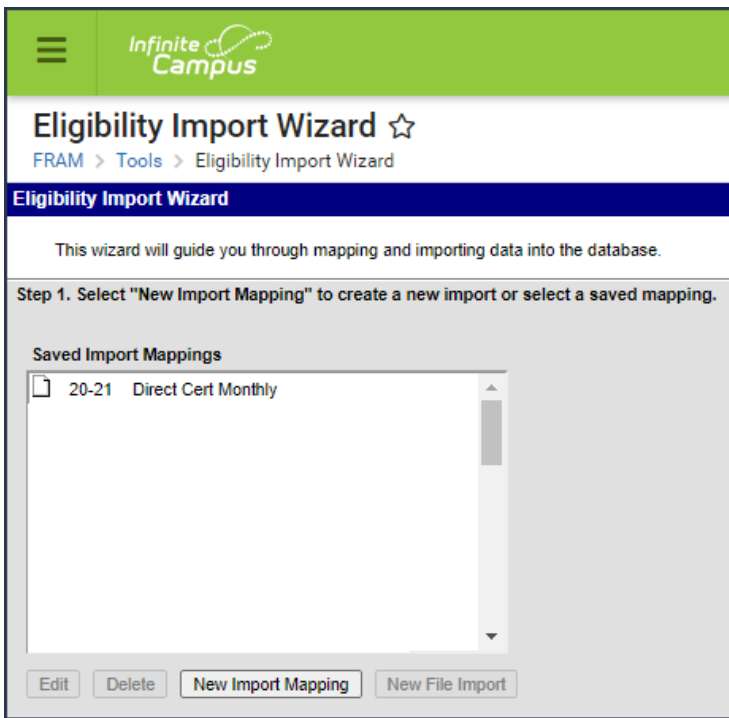 Infinite
Campus
Eligibility Import Wizard
FRAM > Tools > Eligibility Import Wizard
Eligibility Import Wizard
This wizard will guide you through mapping and importing data into the database.
Step 1. Select "New Import Mapping" to create a new import or select a saved mapping.
Saved Import Mappings
20-21 Direct Cert Monthly
Edit Delete New Import Mapping New File Import